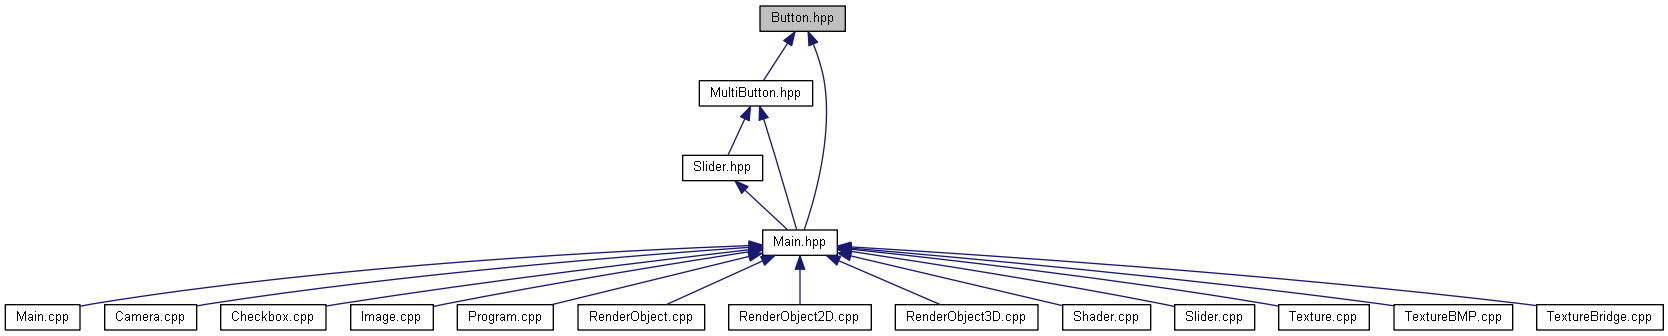 Button.hpp
MultiButton.hpp
Slider.hpp
Main.hpp
Main.cpp
Camera.cpp
Checkbox.cpp
Image.cpp
Program.cpp
RenderObject.cpp
RenderObject2D.cpp
RenderObject3D.cpp
Shader.cpp
Slider.cpp
Texture.cpp
TextureBMP.cpp
TextureBridge.cpp